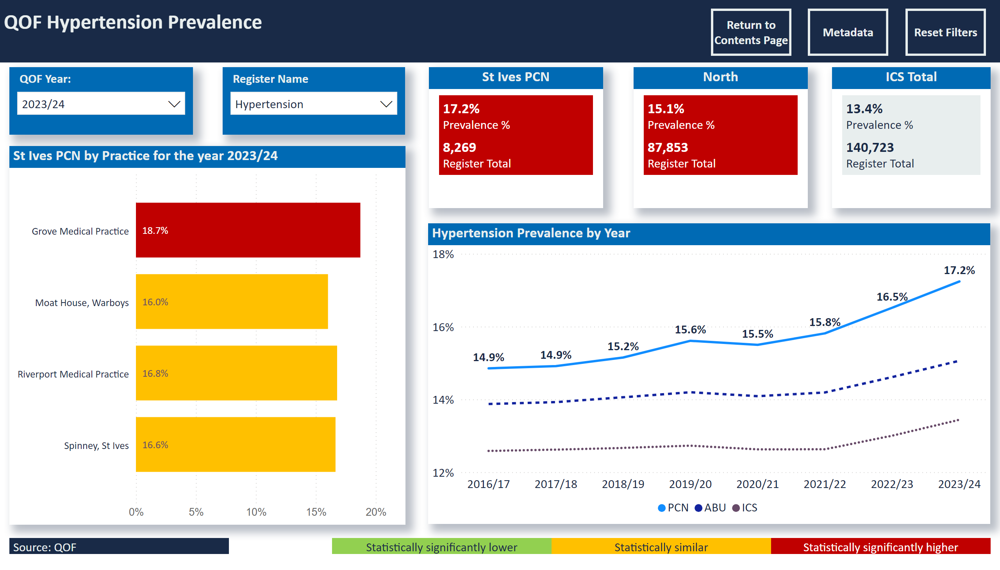 QOF Hypertension Prevalence
Return to
Contents Page
Metadata
Reset Filters
QOF Year:
2023/24
Register Name
Hypertension
St Ives PCN
17.2%
Prevalence %
8,269
Register Total
North
15.1%
Prevalence %
87,853
Register Total
ICS Total
13.4%
Prevalence %
140,723
Register Total
St Ives PCN by Practice for the year 2023/24
Grove Medical Practice
18.7%
Moat House, Warboys
16.0%
Riverport Medical Practice
16.8%
Spinney, St Ives
16.6%
0% 5% 10% 15% 20%
Hypertension Prevalence by Year
18%
16%
14%
12%
14.9% 14.9% 15.2% 15.6% 15.5% 15.8% 16.5% 17.2%
2016/17 2017/18 2018/19 2019/20 2020/21 2021/22 2022/23 2023/24
PCN ABU ICS
Source: QOF
Statistically significantly lower
Statistically similar
Statistically significantly higher